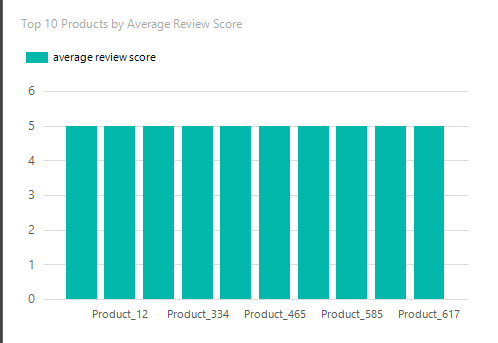 Top 10 Products by Average Review Score
average review score
6
5
4
3
2
1
0
Product_12 Product_334 Product_465 Product_585 Product_617